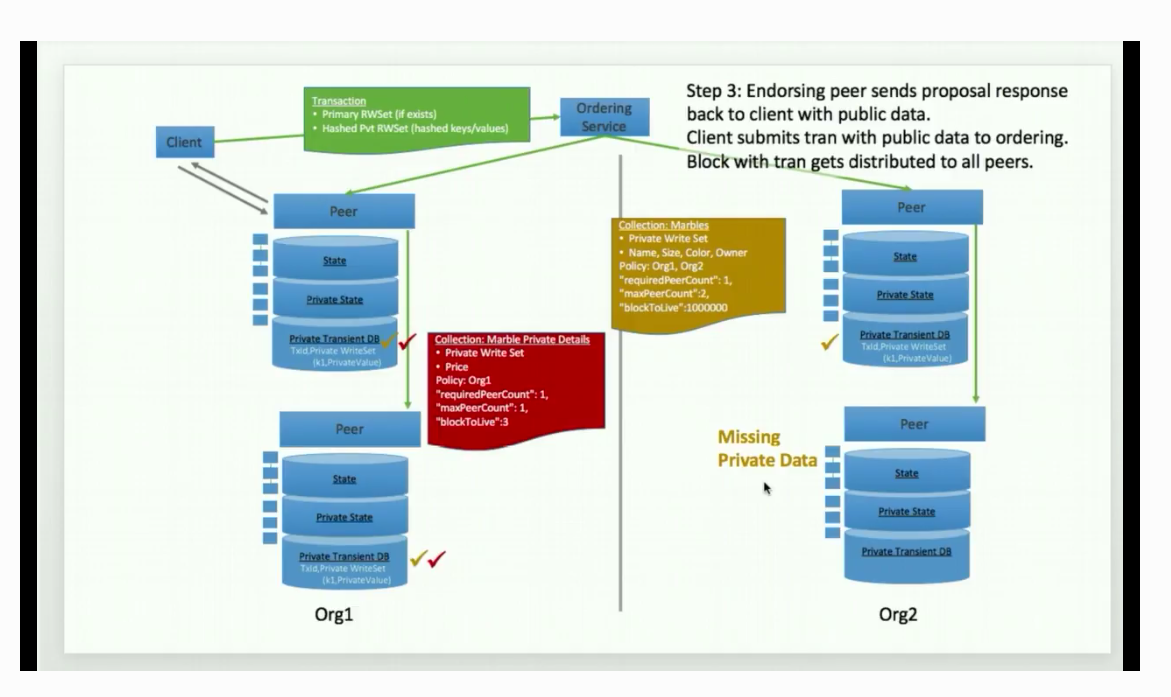 Step 3: Endorsing peer sends proposal response
back to client with public data.
Client submits tran with public data to ordering.
Block with tran gets distributed to all peers.
Client
Transaction
• Primary RWSet (if exists)
• Hashed Pvt RWSet (hashed keys/values)
Ordering
Service
Peer
State
Private State
Private Transient DB
TxId,Private WriteSet
(k1,PrivateValue)
Collection: Marble Private Details
• Private Write Set
• Price
Policy: Org1
"requiredPeerCount": 1,
"maxPeerCount": 1,
"blockToLive":3
Peer
State
Private State
Private Transient DB
TxId,Private WriteSet
(k1,PrivateValue)
Org1
Collection: Marbles
• Private Write Set
• Name, Size, Color, Owner
Policy: Org1, Org2
"requiredPeerCount": 1,
"maxPeerCount":2,
"blockToLive":1000000
Peer
State
Private State
Private Transient DB
TxId,Private WriteSet
(k1,PrivateValue)
Missing
Private Data
Peer
State
Private State
Private Transient DB
Org2